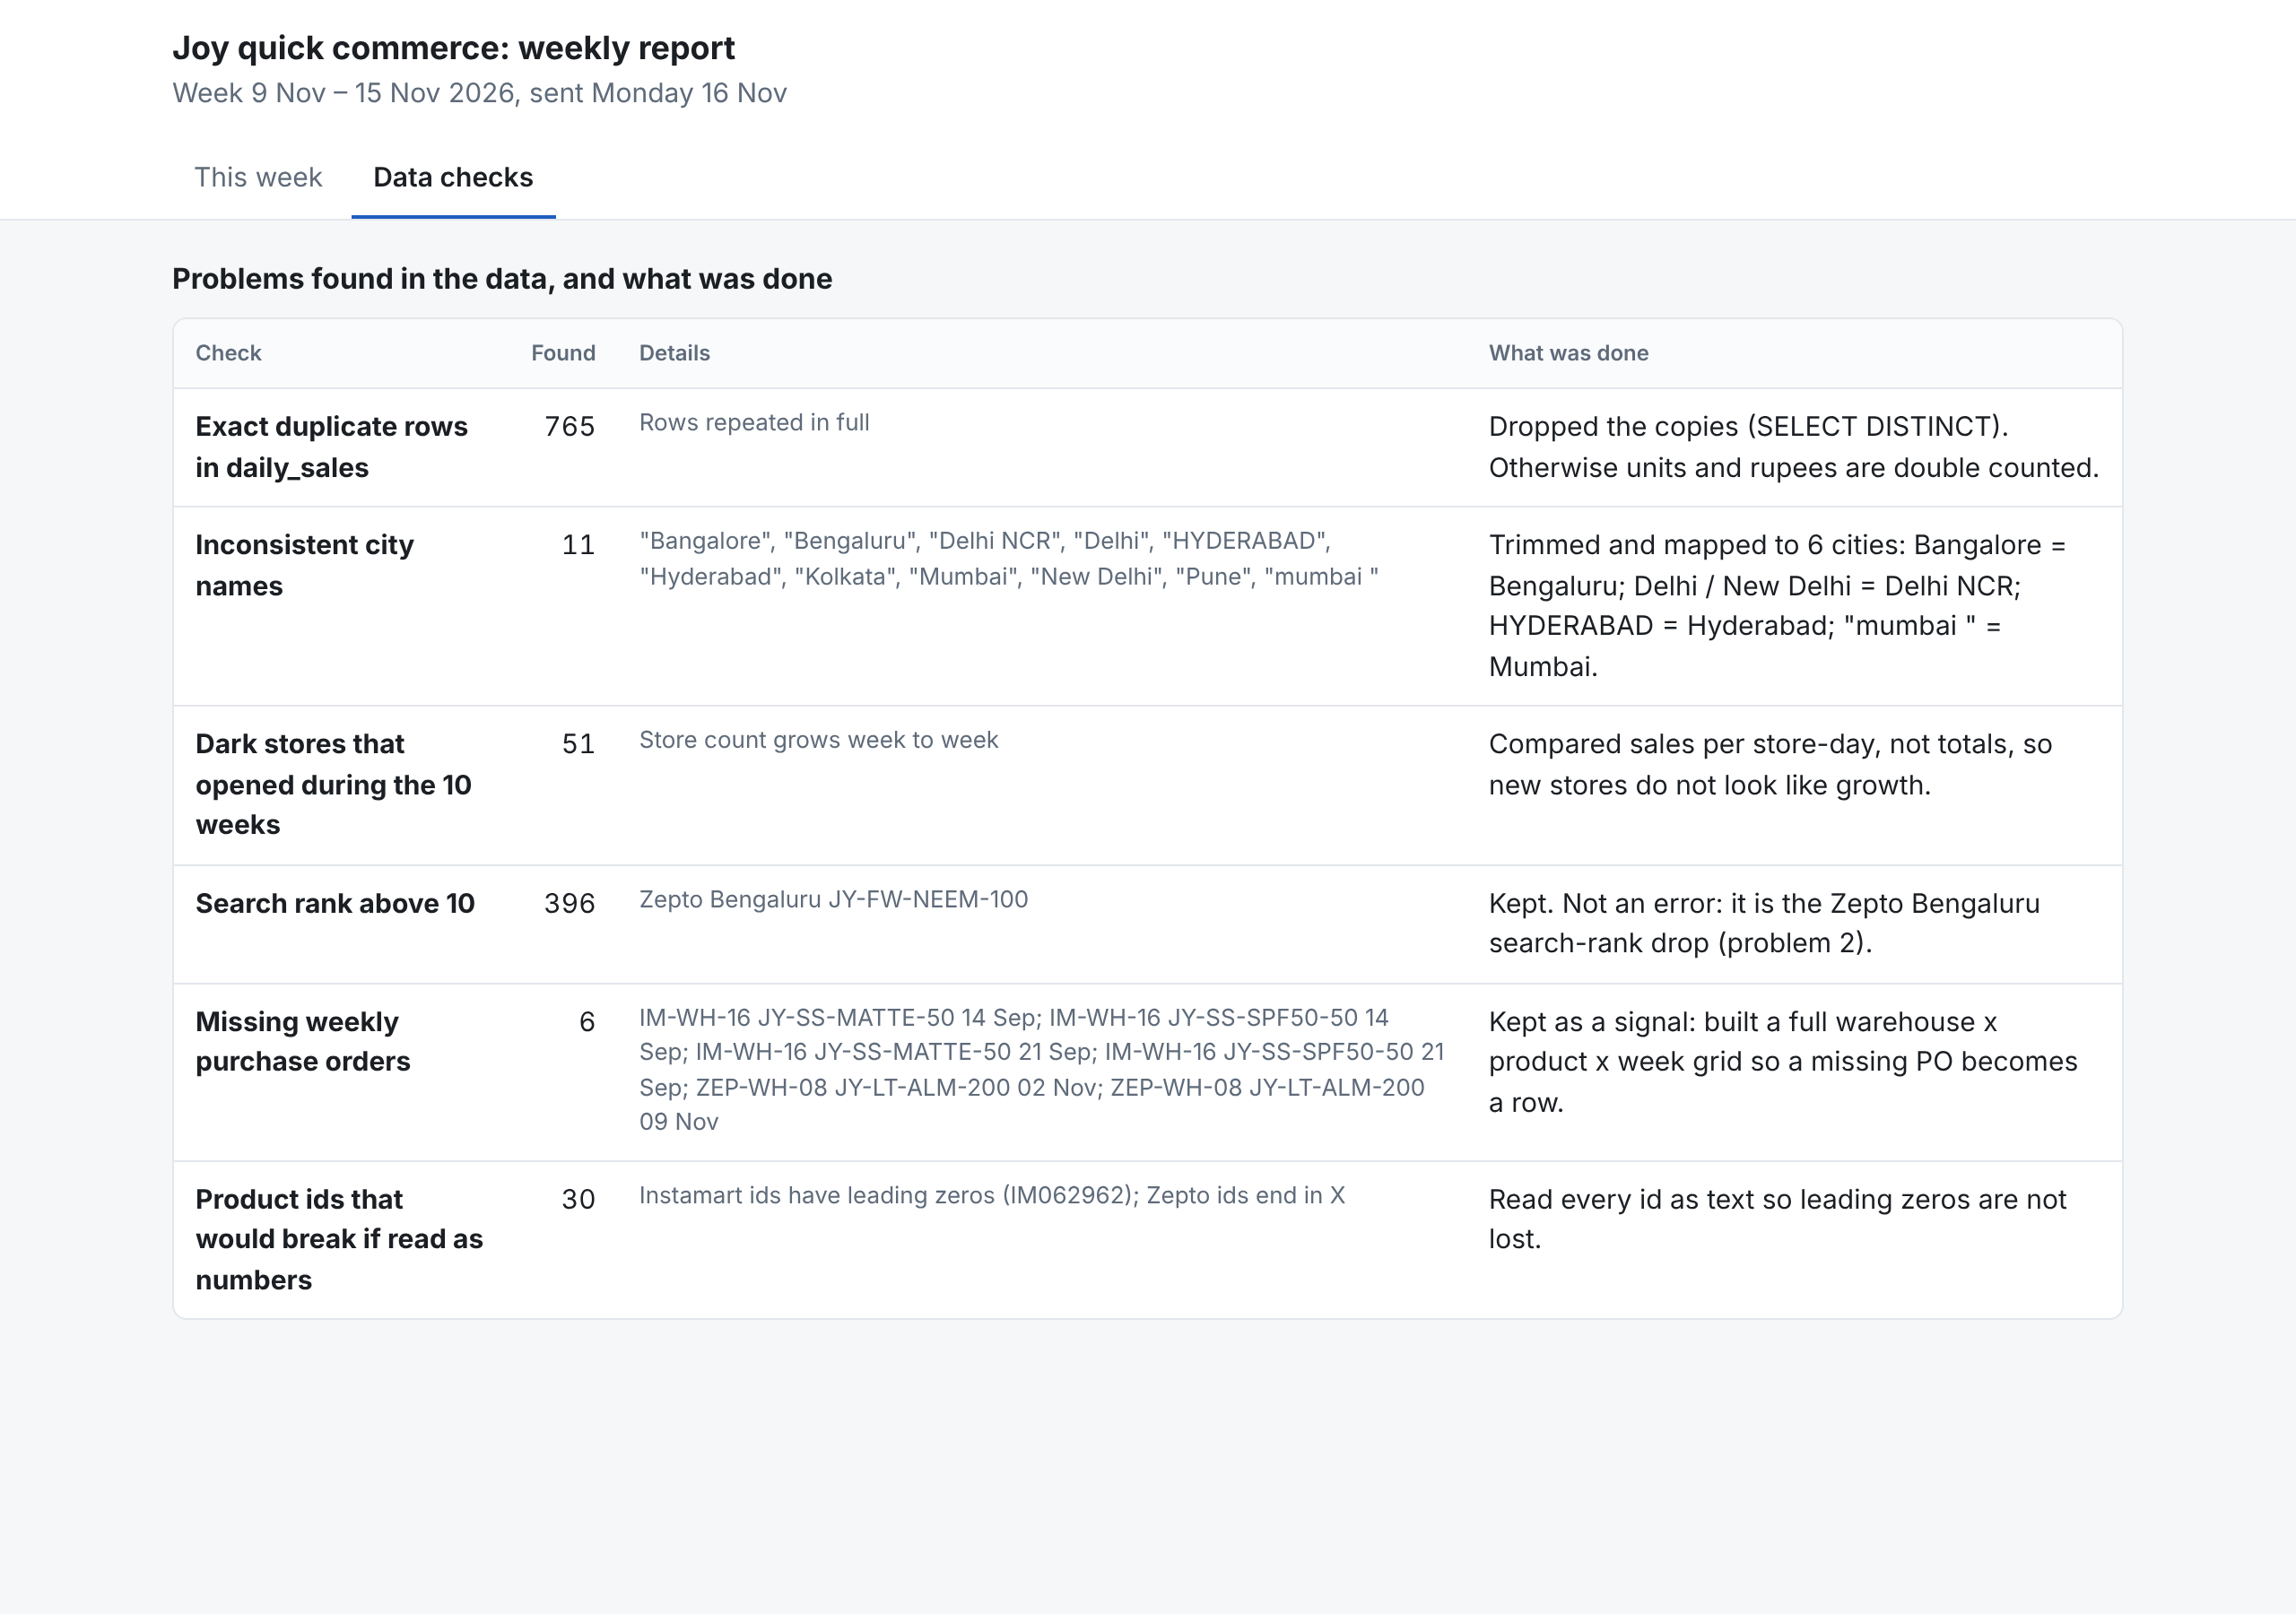 Joy quick commerce: weekly report
Week 9 Nov – 15 Nov 2026, sent Monday 16 Nov
This week
Data checks
Problems found in the data, and what was done
Check
Found
Details
What was done
Exact duplicate rows
in daily_sales
765
Rows repeated in full
Dropped the copies (SELECT DISTINCT).
Otherwise units and rupees are double counted.
Inconsistent city
names
11
"Bangalore", "Bengaluru", "Delhi NCR", "Delhi", "HYDERABAD",
"Hyderabad", "Kolkata", "Mumbai", "New Delhi", "Pune", "mumbai "
Trimmed and mapped to 6 cities: Bangalore =
Bengaluru; Delhi / New Delhi = Delhi NCR;
HYDERABAD = Hyderabad; "mumbai " =
Mumbai.
Dark stores that
opened during the 10
weeks
51
Store count grows week to week
Compared sales per store-day, not totals, so
new stores do not look like growth.
Search rank above 10
396
Zepto Bengaluru JY-FW-NEEM-100
Kept. Not an error: it is the Zepto Bengaluru
search-rank drop (problem 2).
Missing weekly
purchase orders
6
IM-WH-16 JY-SS-MATTE-50 14 Sep; IM-WH-16 JY-SS-SPF50-50 14
Sep; IM-WH-16 JY-SS-MATTE-50 21 Sep; IM-WH-16 JY-SS-SPF50-50 21
Sep; ZEP-WH-08 JY-LT-ALM-200 02 Nov; ZEP-WH-08 JY-LT-ALM-200
09 Nov
Kept as a signal: built a full warehouse x
product x week grid so a missing PO becomes
a row.
Product ids that
would break if read as
numbers
30
Instamart ids have leading zeros (IM062962); Zepto ids end in X
Read every id as text so leading zeros are not
lost.